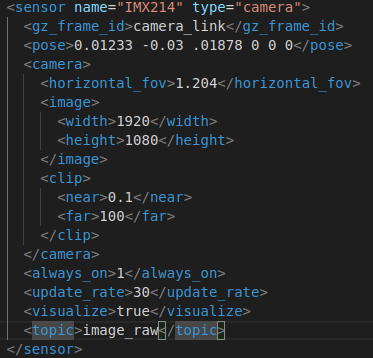 <sensor name="IMX214" type="camera">
<gz_frame_id>camera_link</gz_frame_id>
<pose>0.01233 -0.03 .01878 0 0 0</pose>
<camera>
<horizontal_fov>1.204</horizontal_fov>
<image>
<width>1920</width>
<height>1080</height>
</image>
<clip>
<near>0.1</near>
<far>100</far>
</clip>
</camera>
<always_on>1</always_on>
<update_rate>30</update_rate>
<visualize>true</visualize>
<topic>image_raw</topic>
</sensor>